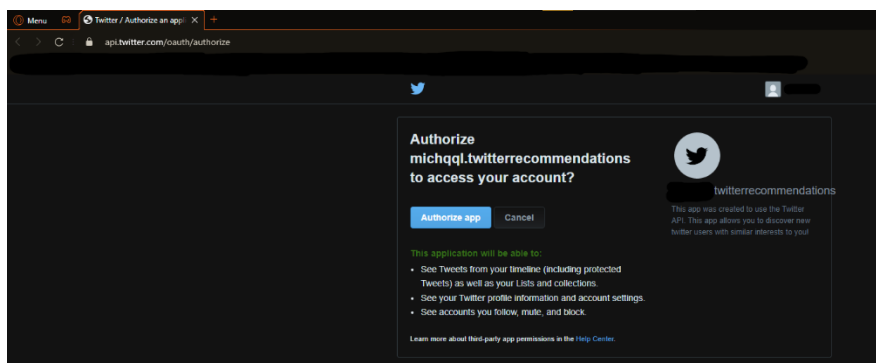 Menu
Twitter / Authorize an appli
api.twitter.com/oauth/authorize
Authorize
michqql.twitterrecommendations
to access your account?
Authorize app
Cancel
This application will be able to:
• See Tweets from your timeline (including protected
Tweets) as well as your Lists and collections.
• See your Twitter profile information and account settings.
• See accounts you follow, mute, and block.
Learn more about third-party app permissions in the Help Center.
twitterrecommendations
This app was created to use the Twitter
API. This app allows you to discover new
twitter users with similar interests to you!